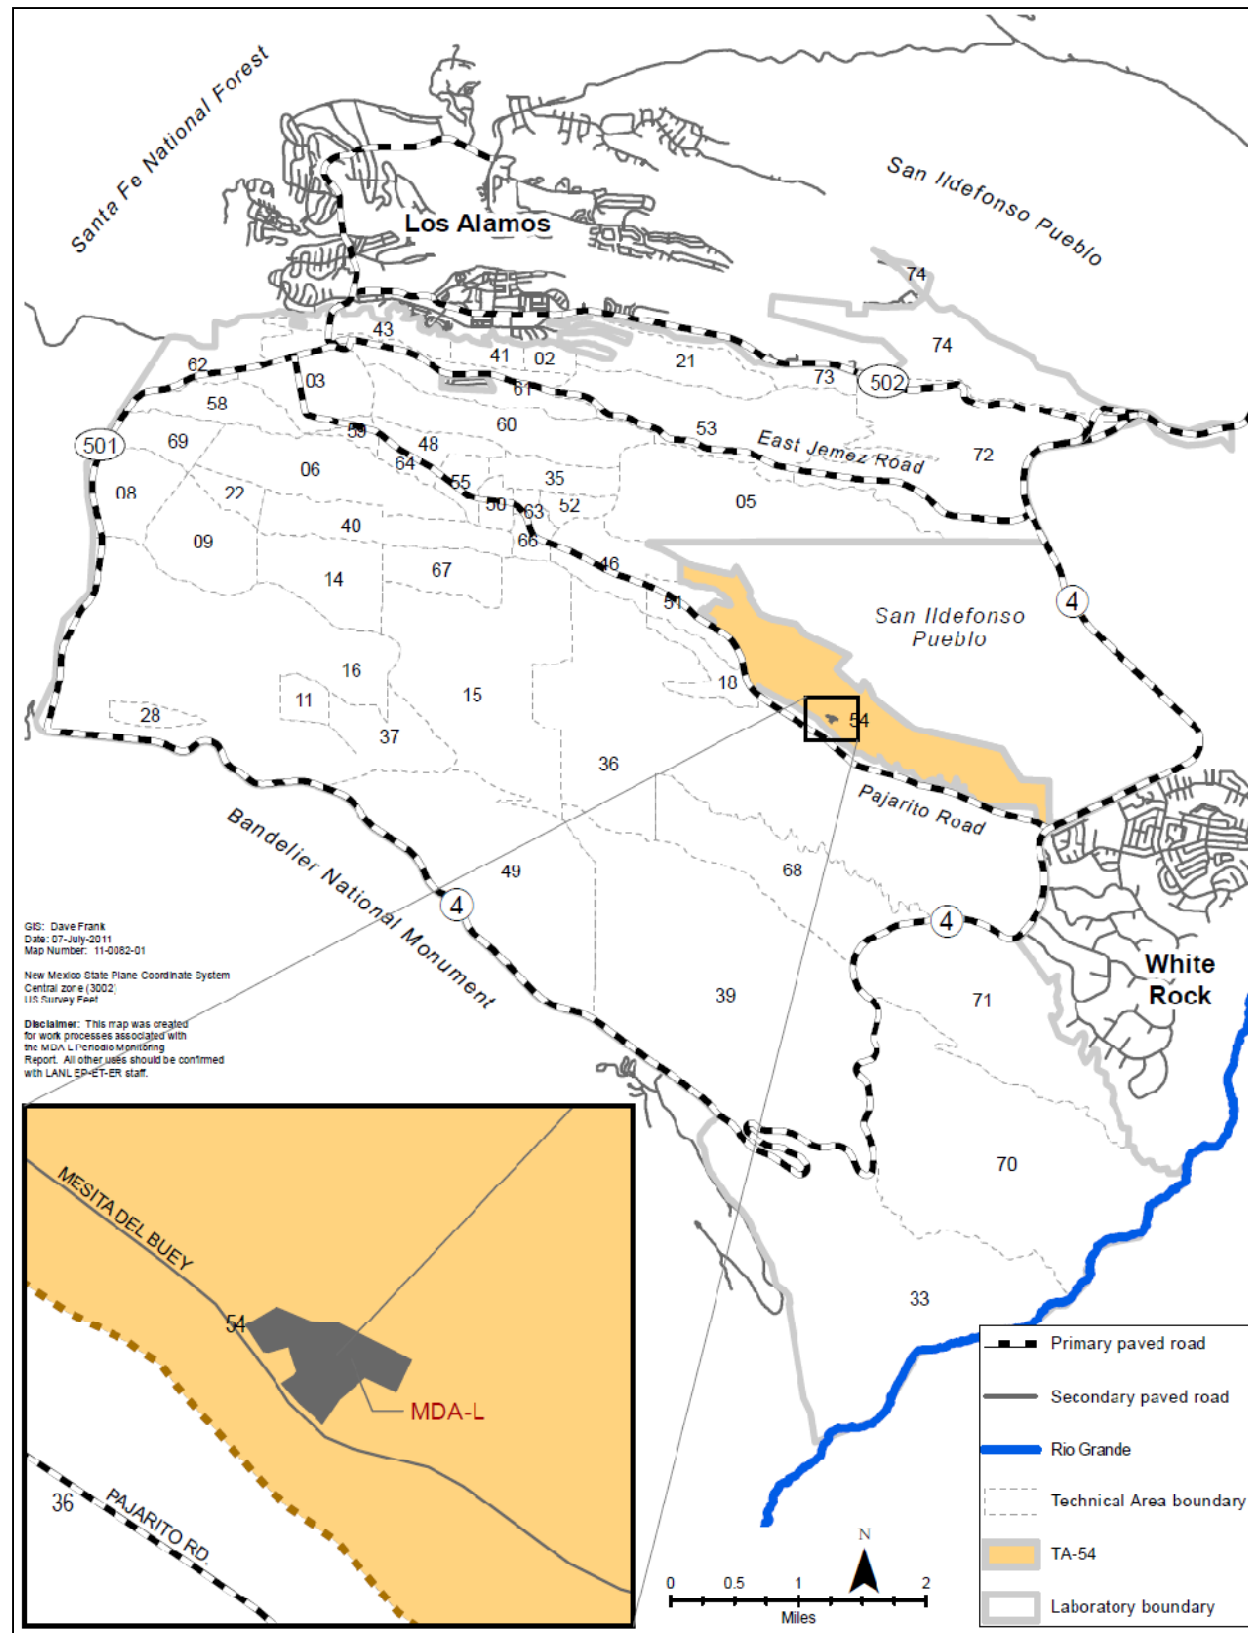 Santa Fe National Forest
San Ildefonso Pueblo
Los Alamos
74
74
43
41
02
21
73
502
62
03
61
58
59
60
53
East Jemez Road
72
501
69
48
06
64
55
35
08
22
50
63
52
05
40
09
66
46
67
14
51
4
San Ildefonso
Pueblo
16
18
11
15
28
54
37
36
Pajarito Road
Bandelier National Monument
49
68
4
4
White
Rock
39
71
GIS: Dave Frank
Date: 07-July-2011
Map Number: 11-0082-01
New Mexico State Plane Coordinate System
Central zone (3002)
US Survey Feet
Disclaimer: This map was created
for work processes associated with
the MDA L Periodic Monitoring
Report. All other uses should be confirmed
with LANL EP-ET-ER staff.
70
33
MESITA DEL BUEY
54
MDA-L
36
PAJARITO RD.
Primary paved road
Secondary paved road
Rio Grande
Technical Area boundary
TA-54
Laboratory boundary
N
0 0.5 1 2
Miles